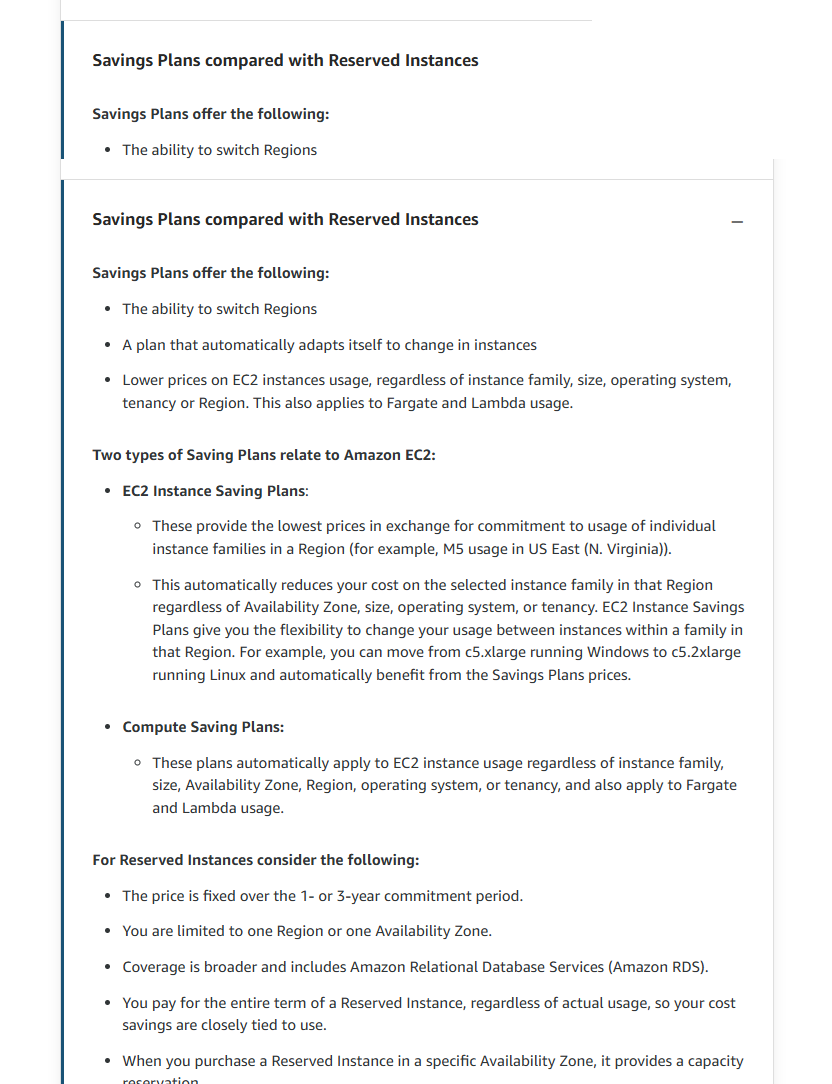 Savings Plans compared with Reserved Instances
Savings Plans offer the following:
• The ability to switch Regions
Savings Plans compared with Reserved Instances
Savings Plans offer the following:
• The ability to switch Regions
• A plan that automatically adapts itself to change in instances
• Lower prices on EC2 instances usage, regardless of instance family, size, operating system,
tenancy or Region. This also applies to Fargate and Lambda usage.
Two types of Saving Plans relate to Amazon EC2:
• EC2 Instance Saving Plans:
◦ These provide the lowest prices in exchange for commitment to usage of individual
instance families in a Region (for example, M5 usage in US East (N. Virginia)).
◦ This automatically reduces your cost on the selected instance family in that Region
regardless of Availability Zone, size, operating system, or tenancy. EC2 Instance Savings
Plans give you the flexibility to change your usage between instances within a family in
that Region. For example, you can move from c5.xlarge running Windows to c5.2xlarge
running Linux and automatically benefit from the Savings Plans prices.
• Compute Saving Plans:
◦ These plans automatically apply to EC2 instance usage regardless of instance family,
size, Availability Zone, Region, operating system, or tenancy, and also apply to Fargate
and Lambda usage.
For Reserved Instances consider the following:
• The price is fixed over the 1- or 3-year commitment period.
• You are limited to one Region or one Availability Zone.
• Coverage is broader and includes Amazon Relational Database Services (Amazon RDS).
• You pay for the entire term of a Reserved Instance, regardless of actual usage, so your cost
savings are closely tied to use.
• When you purchase a Reserved Instance in a specific Availability Zone, it provides a capacity
reservation